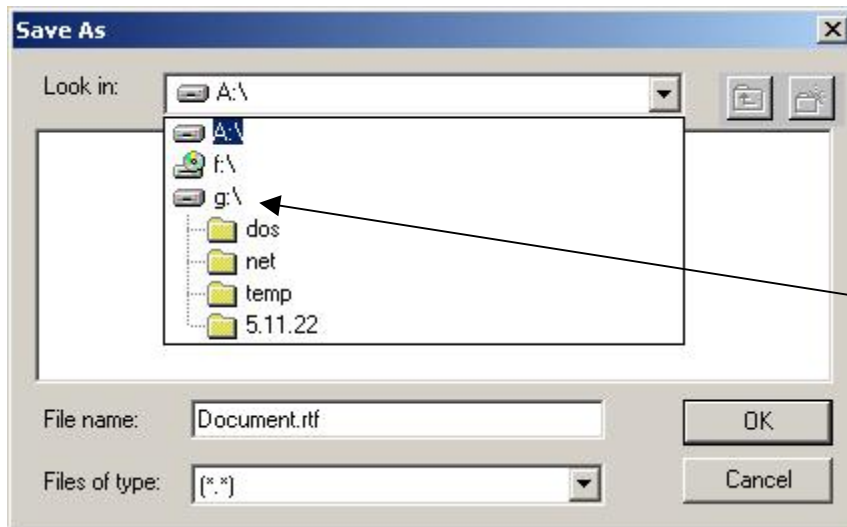 Save As
Look in:
A:\
A:\
f:\
g:\
dos
net
temp
5.11.22
File name:
Document.rtf
OK
Files of type:
(*.*)
Cancel